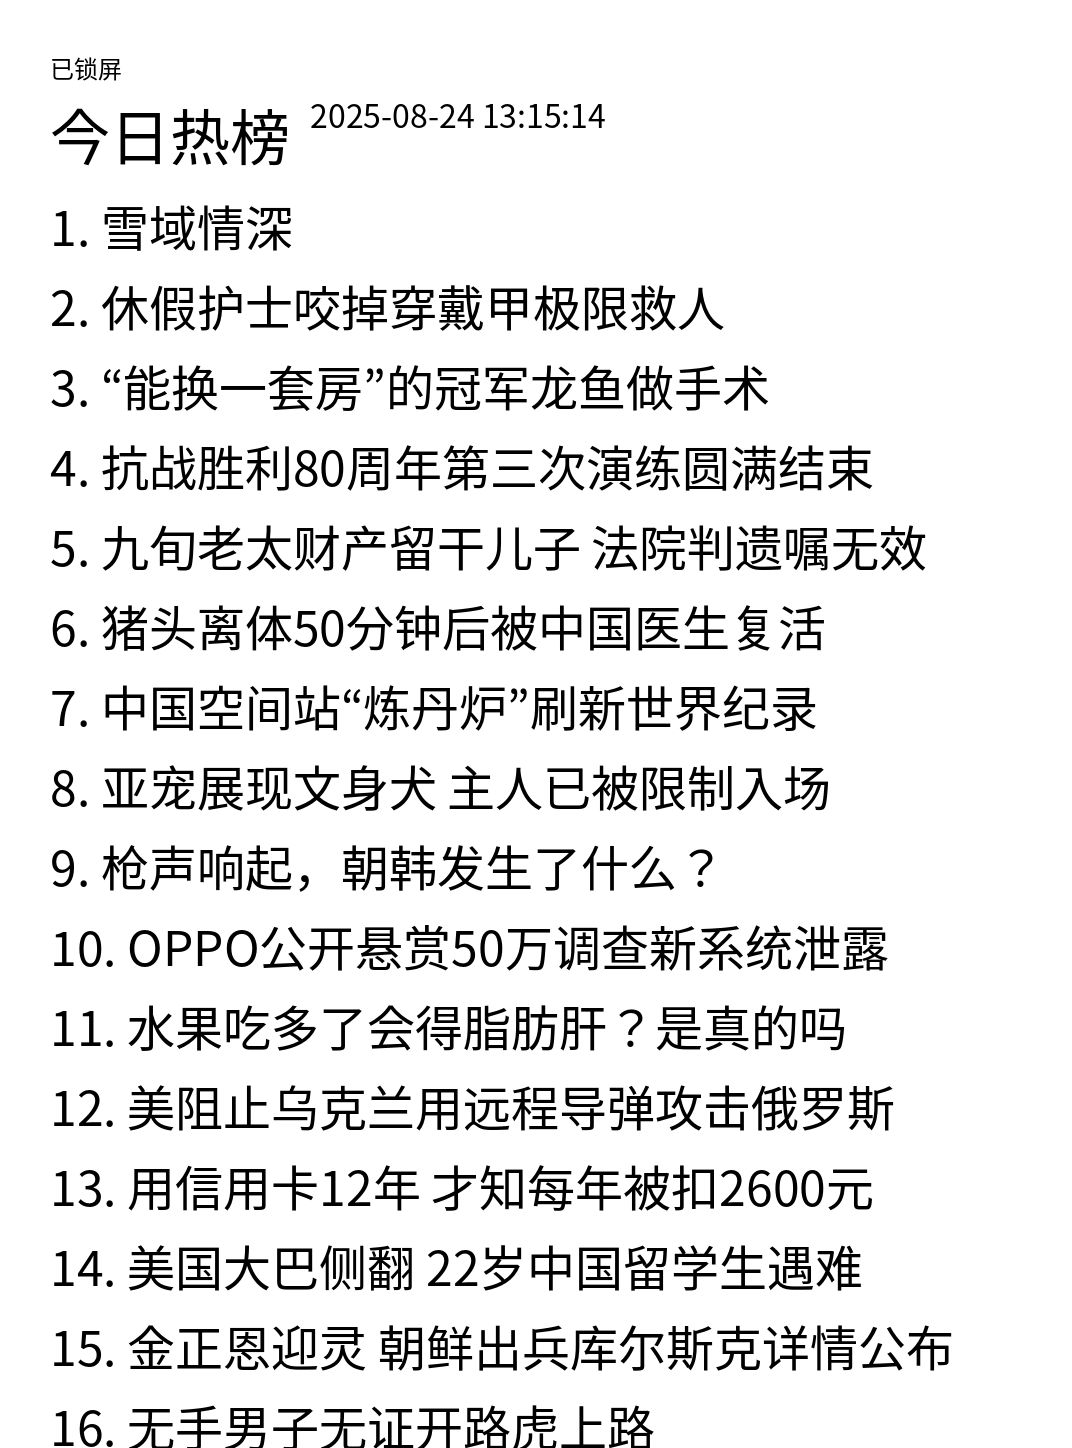 已锁屏
今日热榜 2025-08-24 13:15:14
1. 雪域情深
2. 休假护士咬掉穿戴甲极限救人
3. “能换一套房”的冠军龙鱼做手术
4. 抗战胜利80周年第三次演练圆满结束
5. 九旬老太财产留干儿子 法院判遗嘱无效
6. 猪头离体50分钟后被中国医生复活
7. 中国空间站“炼丹炉”刷新世界纪录
8. 亚宠展现文身犬 主人已被限制入场
9. 枪声响起，朝韩发生了什么？
10. OPPO公开悬赏50万调查新系统泄露
11. 水果吃多了会得脂肪肝？是真的吗
12. 美阻止乌克兰用远程导弹攻击俄罗斯
13. 用信用卡12年 才知每年被扣2600元
14. 美国大巴侧翻 22岁中国留学生遇难
15. 金正恩迎灵 朝鲜出兵库尔斯克详情公布
16. 无手男子无证开路虎上路